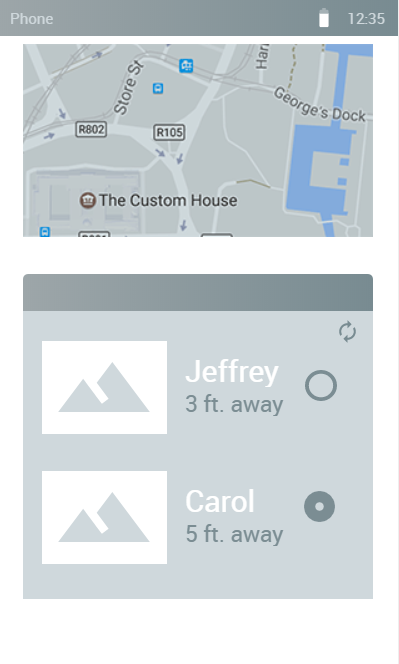 Phone
12:35
Store St
George's Dock
R802
R105
The Custom House
Jeffrey
3 ft. away
Carol
5 ft. away